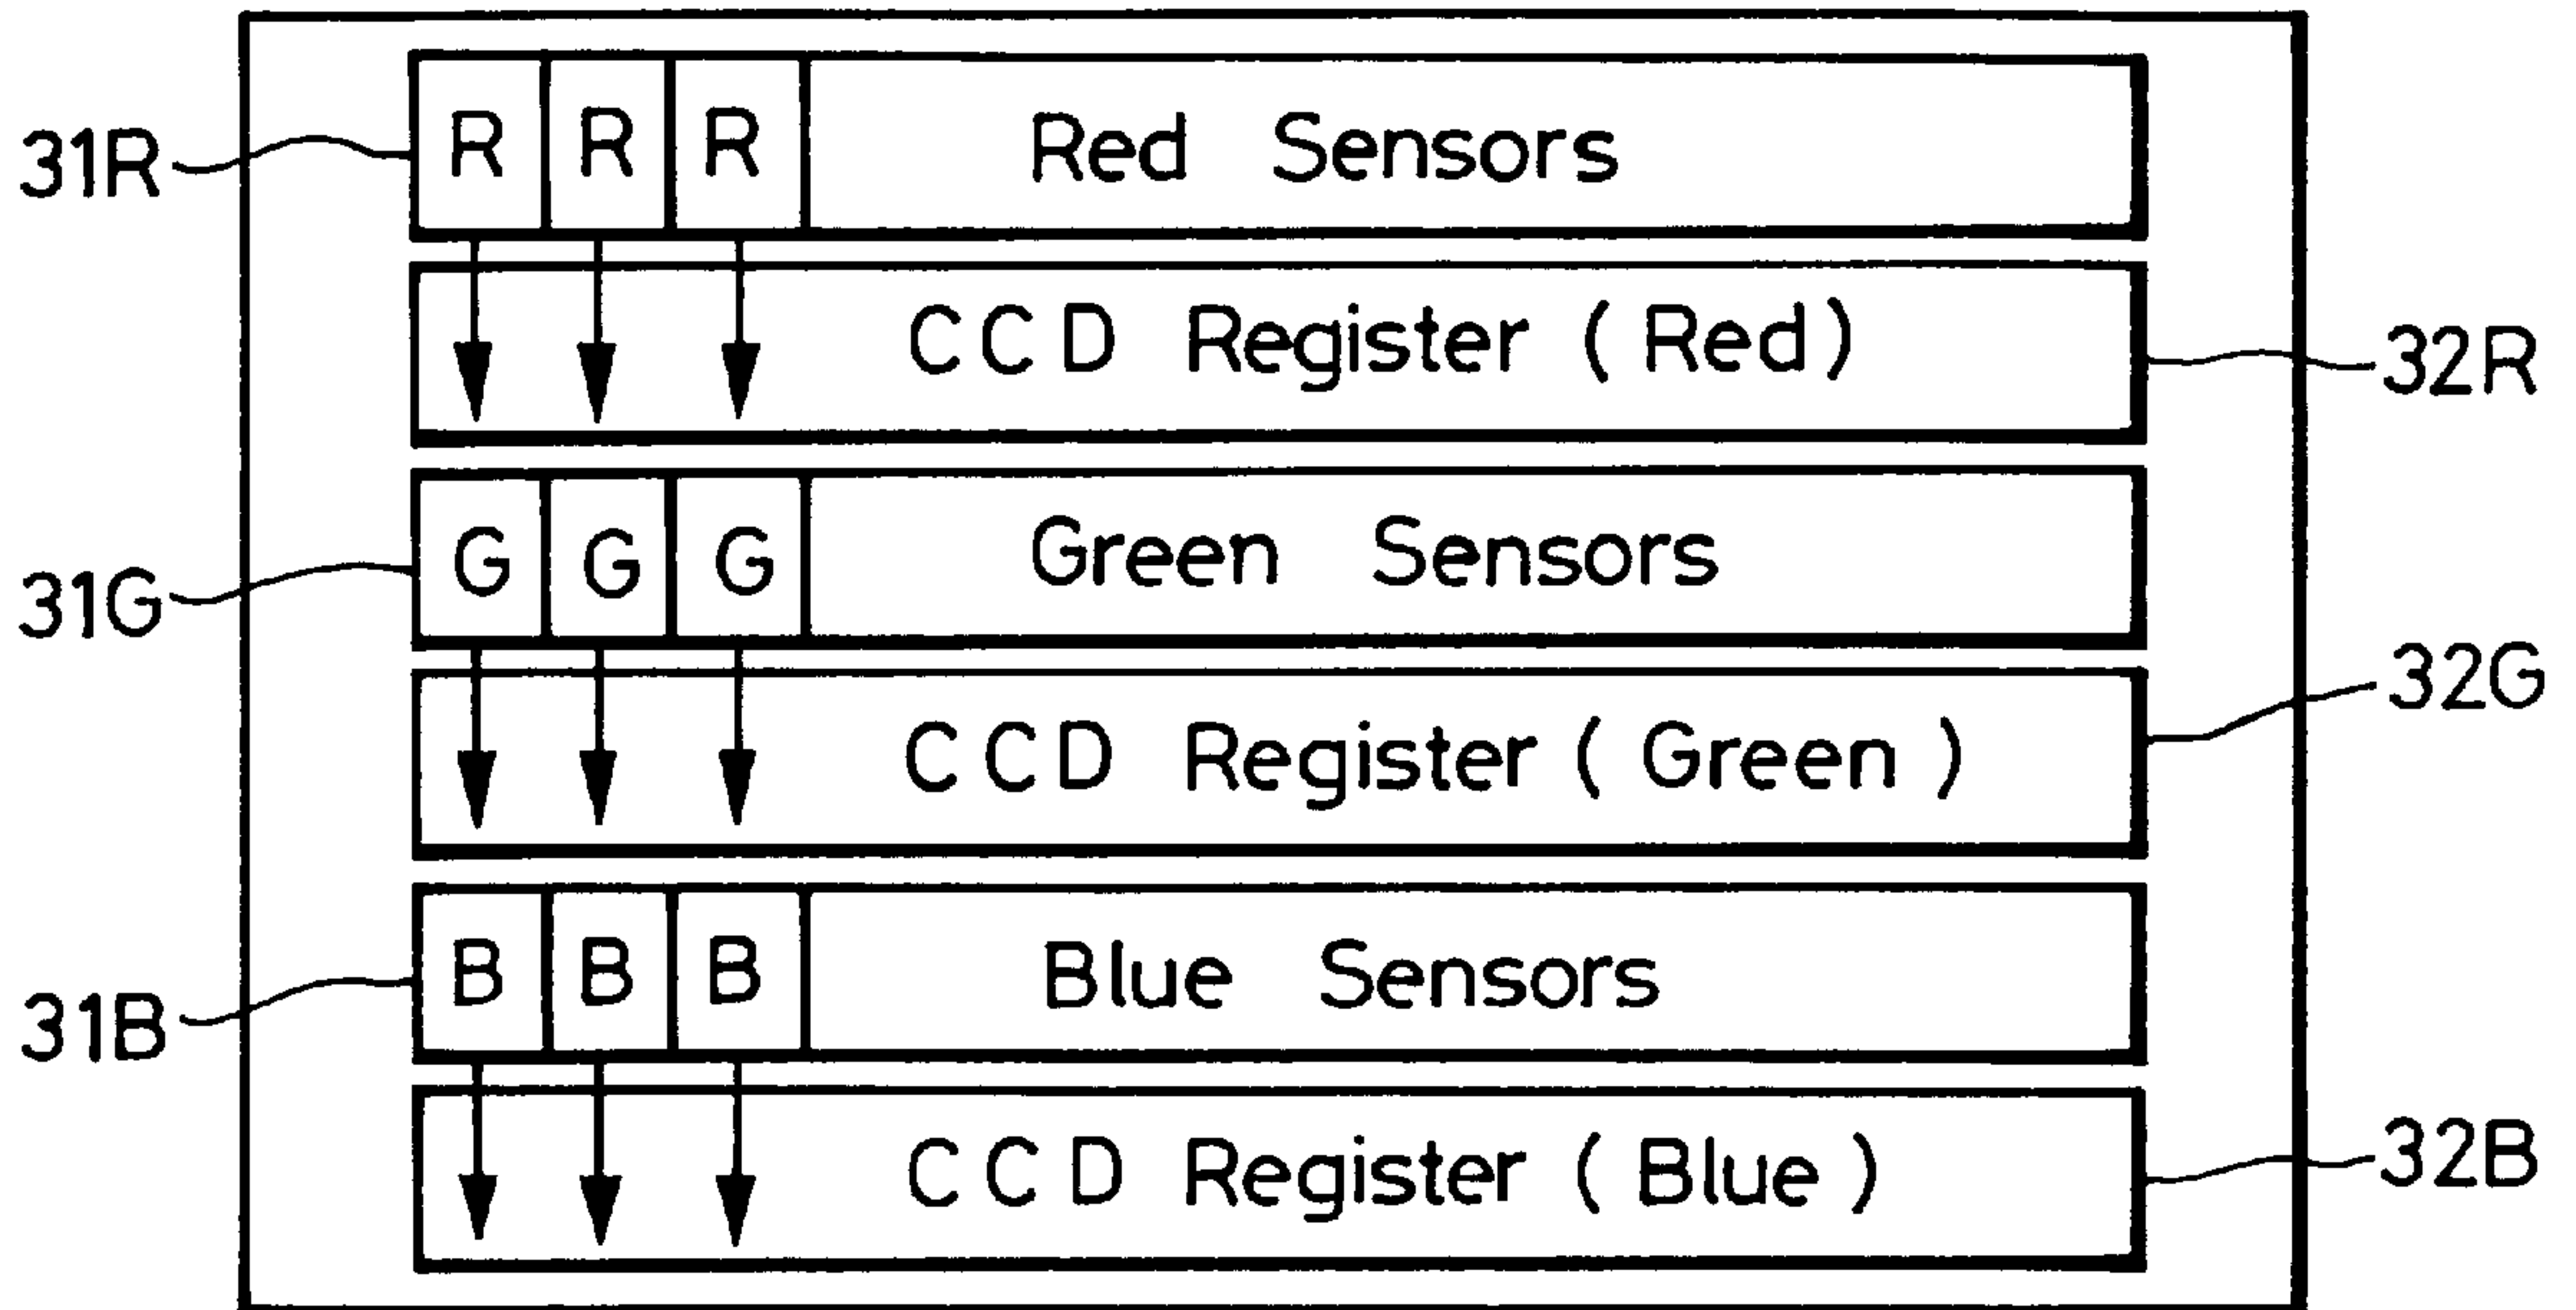 31R R R R Red Sensors
CCD Register (Red) 32R
31G G G G Green Sensors
CCD Register (Green) 32G
31B B B B Blue Sensors
CCD Register (Blue) 32B